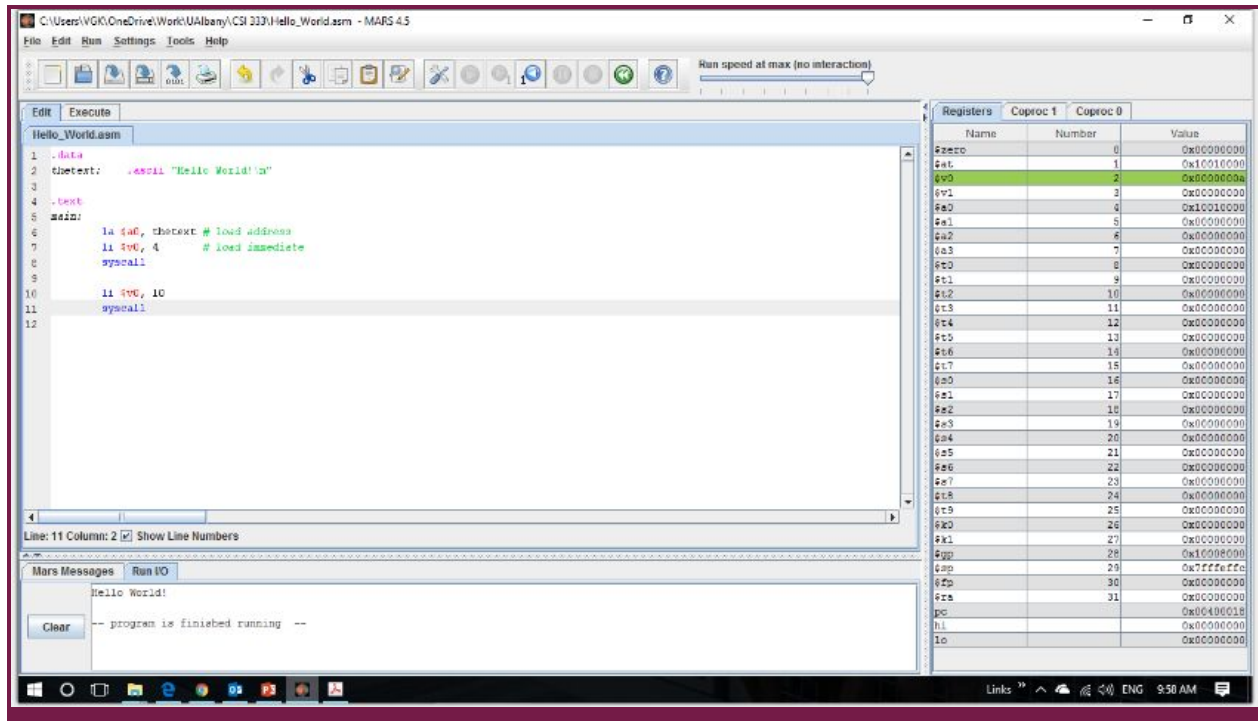 C:\Users\VGK\OneDrive\Work\UAlbany\CSI 333\Hello_World.asm - MARS 4.5
File Edit Run Settings Tools Help
Run speed at max (no interaction)
Edit Execute
Hello_World.asm
1 .data
2 thetext: .ascii "Hello World!\n"
3
4 .text
5 main:
6 la $a0, thetext # load address
7 li $v0, 4 # load immediate
8 syscall
9
10 li $v0, 10
11 syscall
12
Line: 11 Column: 2 Show Line Numbers
Mars Messages Run I/O
Hello World!
-- program is finished running --
Clear
Registers Coproc 1 Coproc 0
Name Number Value
$zero 0 0x00000000
$at 1 0x10010000
$v0 2 0x0000000a
$v1 3 0x00000000
$a0 4 0x10010000
$a1 5 0x00000000
$a2 6 0x00000000
$a3 7 0x00000000
$t0 8 0x00000000
$t1 9 0x00000000
$t2 10 0x00000000
$t3 11 0x00000000
$t4 12 0x00000000
$t5 13 0x00000000
$t6 14 0x00000000
$t7 15 0x00000000
$s0 16 0x00000000
$s1 17 0x00000000
$s2 18 0x00000000
$s3 19 0x00000000
$s4 20 0x00000000
$s5 21 0x00000000
$s6 22 0x00000000
$s7 23 0x00000000
$t8 24 0x00000000
$t9 25 0x00000000
$k0 26 0x00000000
$k1 27 0x00000000
$gp 28 0x10008000
$sp 29 0x7fffeffc
$fp 30 0x00000000
$ra 31 0x00000000
pc 0x00400018
hi 0x00000000
lo 0x00000000
Links ENG 9:58 AM